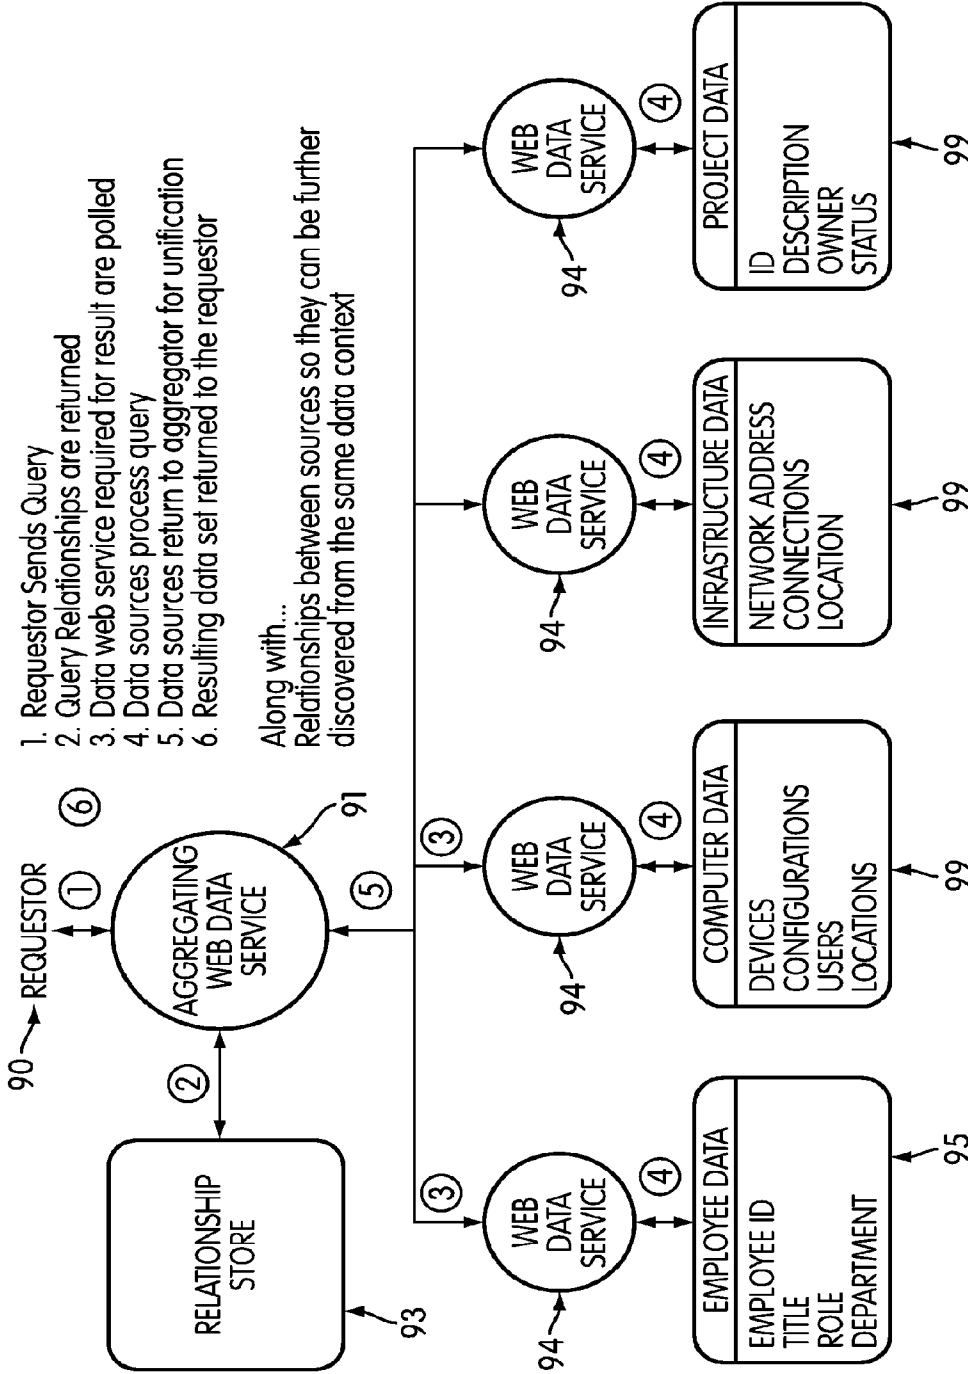 90
REQUESTOR
1
6
1. Requestor Sends Query
2. Query Relationships are returned
3. Data web service required for result are polled
4. Data sources process query
5. Data sources return to aggregator for unification
6. Resulting data set returned to the requestor
Along with...
Relationships between sources so they can be further
discovered from the same data context
RELATIONSHIP
STORE
93
2
AGGREGATING
WEB DATA
SERVICE
91
5
3
3
WEB
DATA
SERVICE
94
4
WEB
DATA
SERVICE
94
4
WEB
DATA
SERVICE
94
4
WEB
DATA
SERVICE
94
4
EMPLOYEE DATA
EMPLOYEE ID
TITLE
ROLE
DEPARTMENT
95
COMPUTER DATA
DEVICES
CONFIGURATIONS
USERS
LOCATIONS
99
INFRASTRUCTURE DATA
NETWORK ADDRESS
CONNECTIONS
LOCATION
99
PROJECT DATA
ID
DESCRIPTION
OWNER
STATUS
99